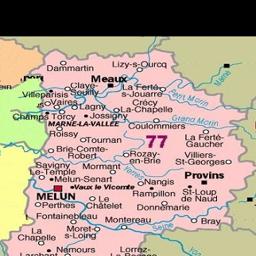 Dammartin
Lizy-s-Ourcq
Meaux
Claye-
Souilly
La Ferté-
s-Jouarre
Villeparisis
Vaires
Lagny
Crécy
La-Chapelle
Petit Morin
Marne
Champs
Torcy
Jossigny
MARNE-LA-VALLEE
Coulommiers
Grand Morin
Roissy
Tournan
77
La Ferté-
Gaucher
Brie-Comte-
Robert
Rozay-
en-Brie
Villiers-
St-Georges
Savigny
Le-Temple
Mormant
Yerres
Provins
Melun-Senart
Vaux le Vicomte
Nangis
MELUN
Rampillon
St-Loup
de Naud
Perthes
Le
Châtelet
Donnemarie
Fontainebleau
Montereau
Bray
Seine
La
Chapelle
Moret-
s-Loing
Nemours
Lorrez-